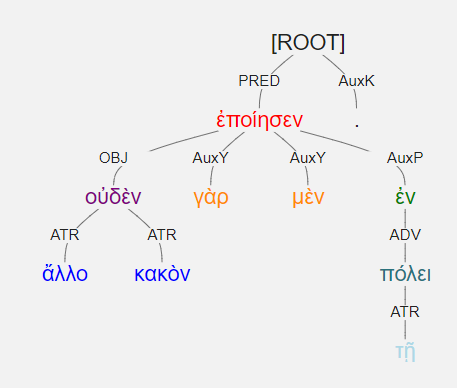 [ROOT]
PRED AuxK
ἐποίησεν .
OBJ AuxY AuxY AuxP
οὐδὲν γὰρ μὲν ἐν
ATR ATR ADV
ἄλλο κακὸν πόλει
ATR
τῇ